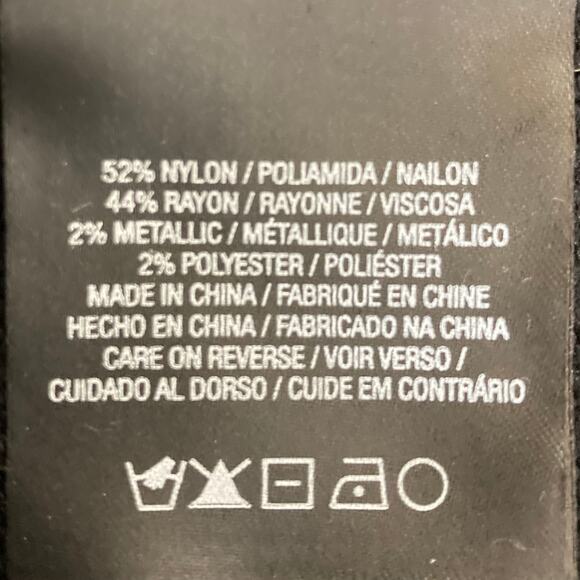 52% NYLON / POLIAMIDA / NAILON
44% RAYON / RAYONNE / VISCOSA
2% METALLIC / MÉTALLIQUE / METÁLICO
2% POLYESTER / POLIÉSTER
MADE IN CHINA / FABRIQUÉ EN CHINE
HECHO EN CHINA / FABRICADO NA CHINA
CARE ON REVERSE / VOIR VERSO /
CUIDADO AL DORSO / CUIDE EM CONTRÁRIO